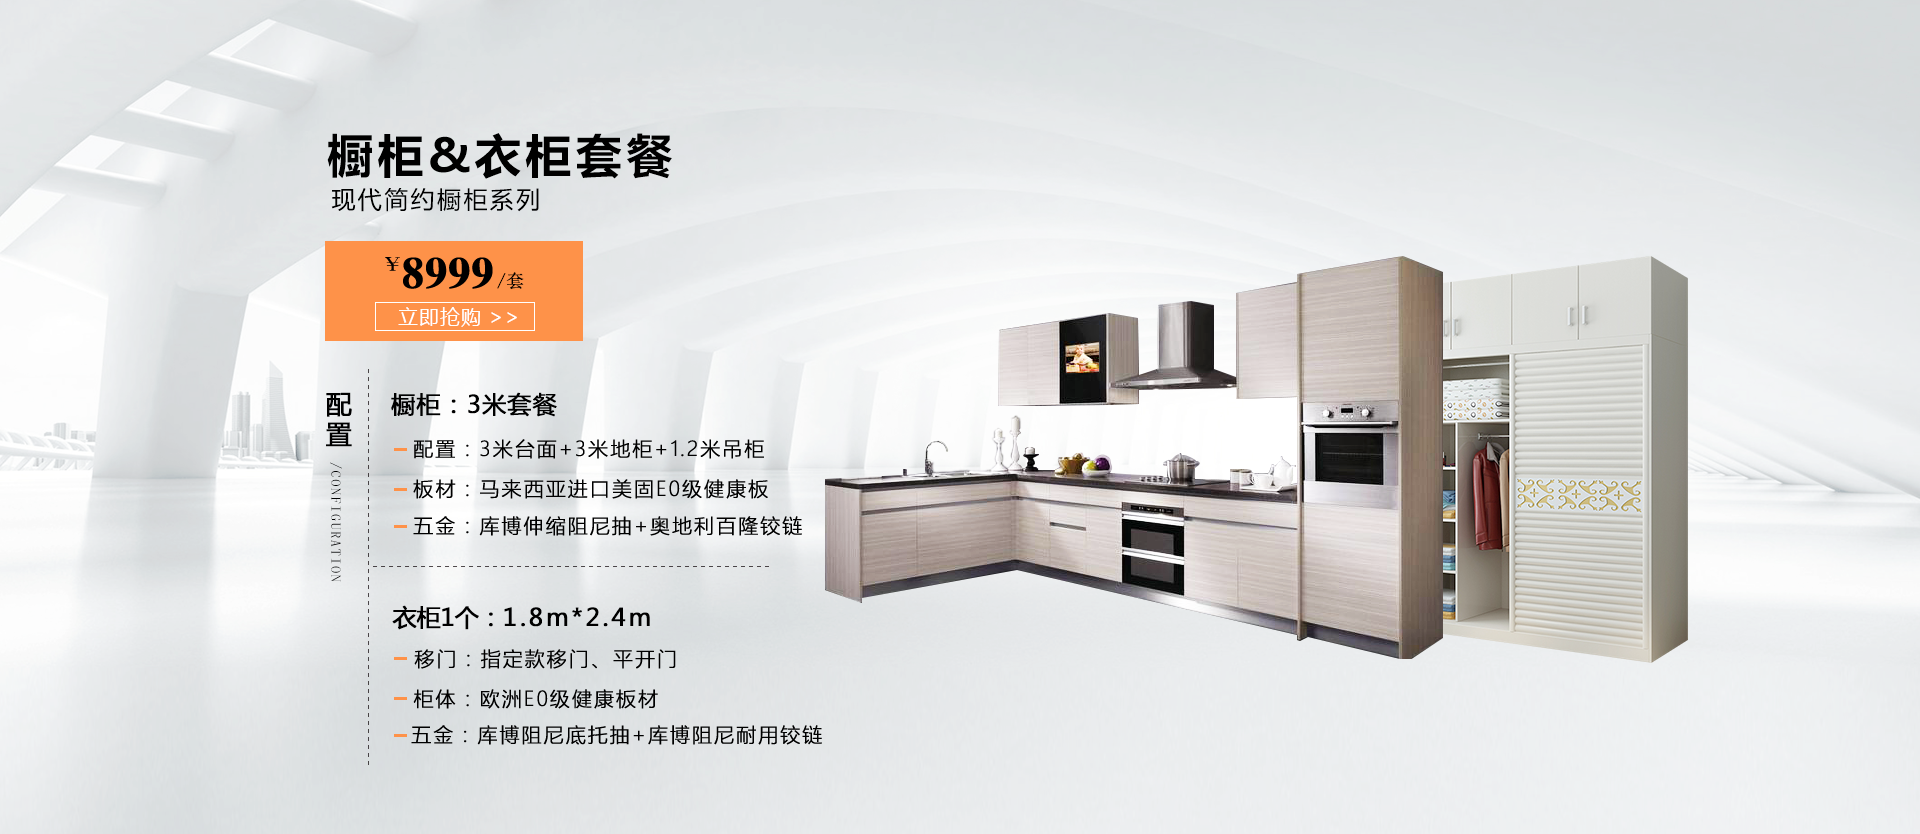 橱柜&衣柜套餐
现代简约橱柜系列
¥8999/套
立即抢购 >>
配置
/CONFIGURATION
橱柜：3米套餐
配置：3米台面+3米地柜+1.2米吊柜
板材：马来西亚进口美固E0级健康板
五金：库博伸缩阻尼抽+奥地利百隆铰链
衣柜1个：1.8m*2.4m
移门：指定款移门、平开门
柜体：欧洲E0级健康板材
五金：库博阻尼底托抽+库博阻尼耐用铰链